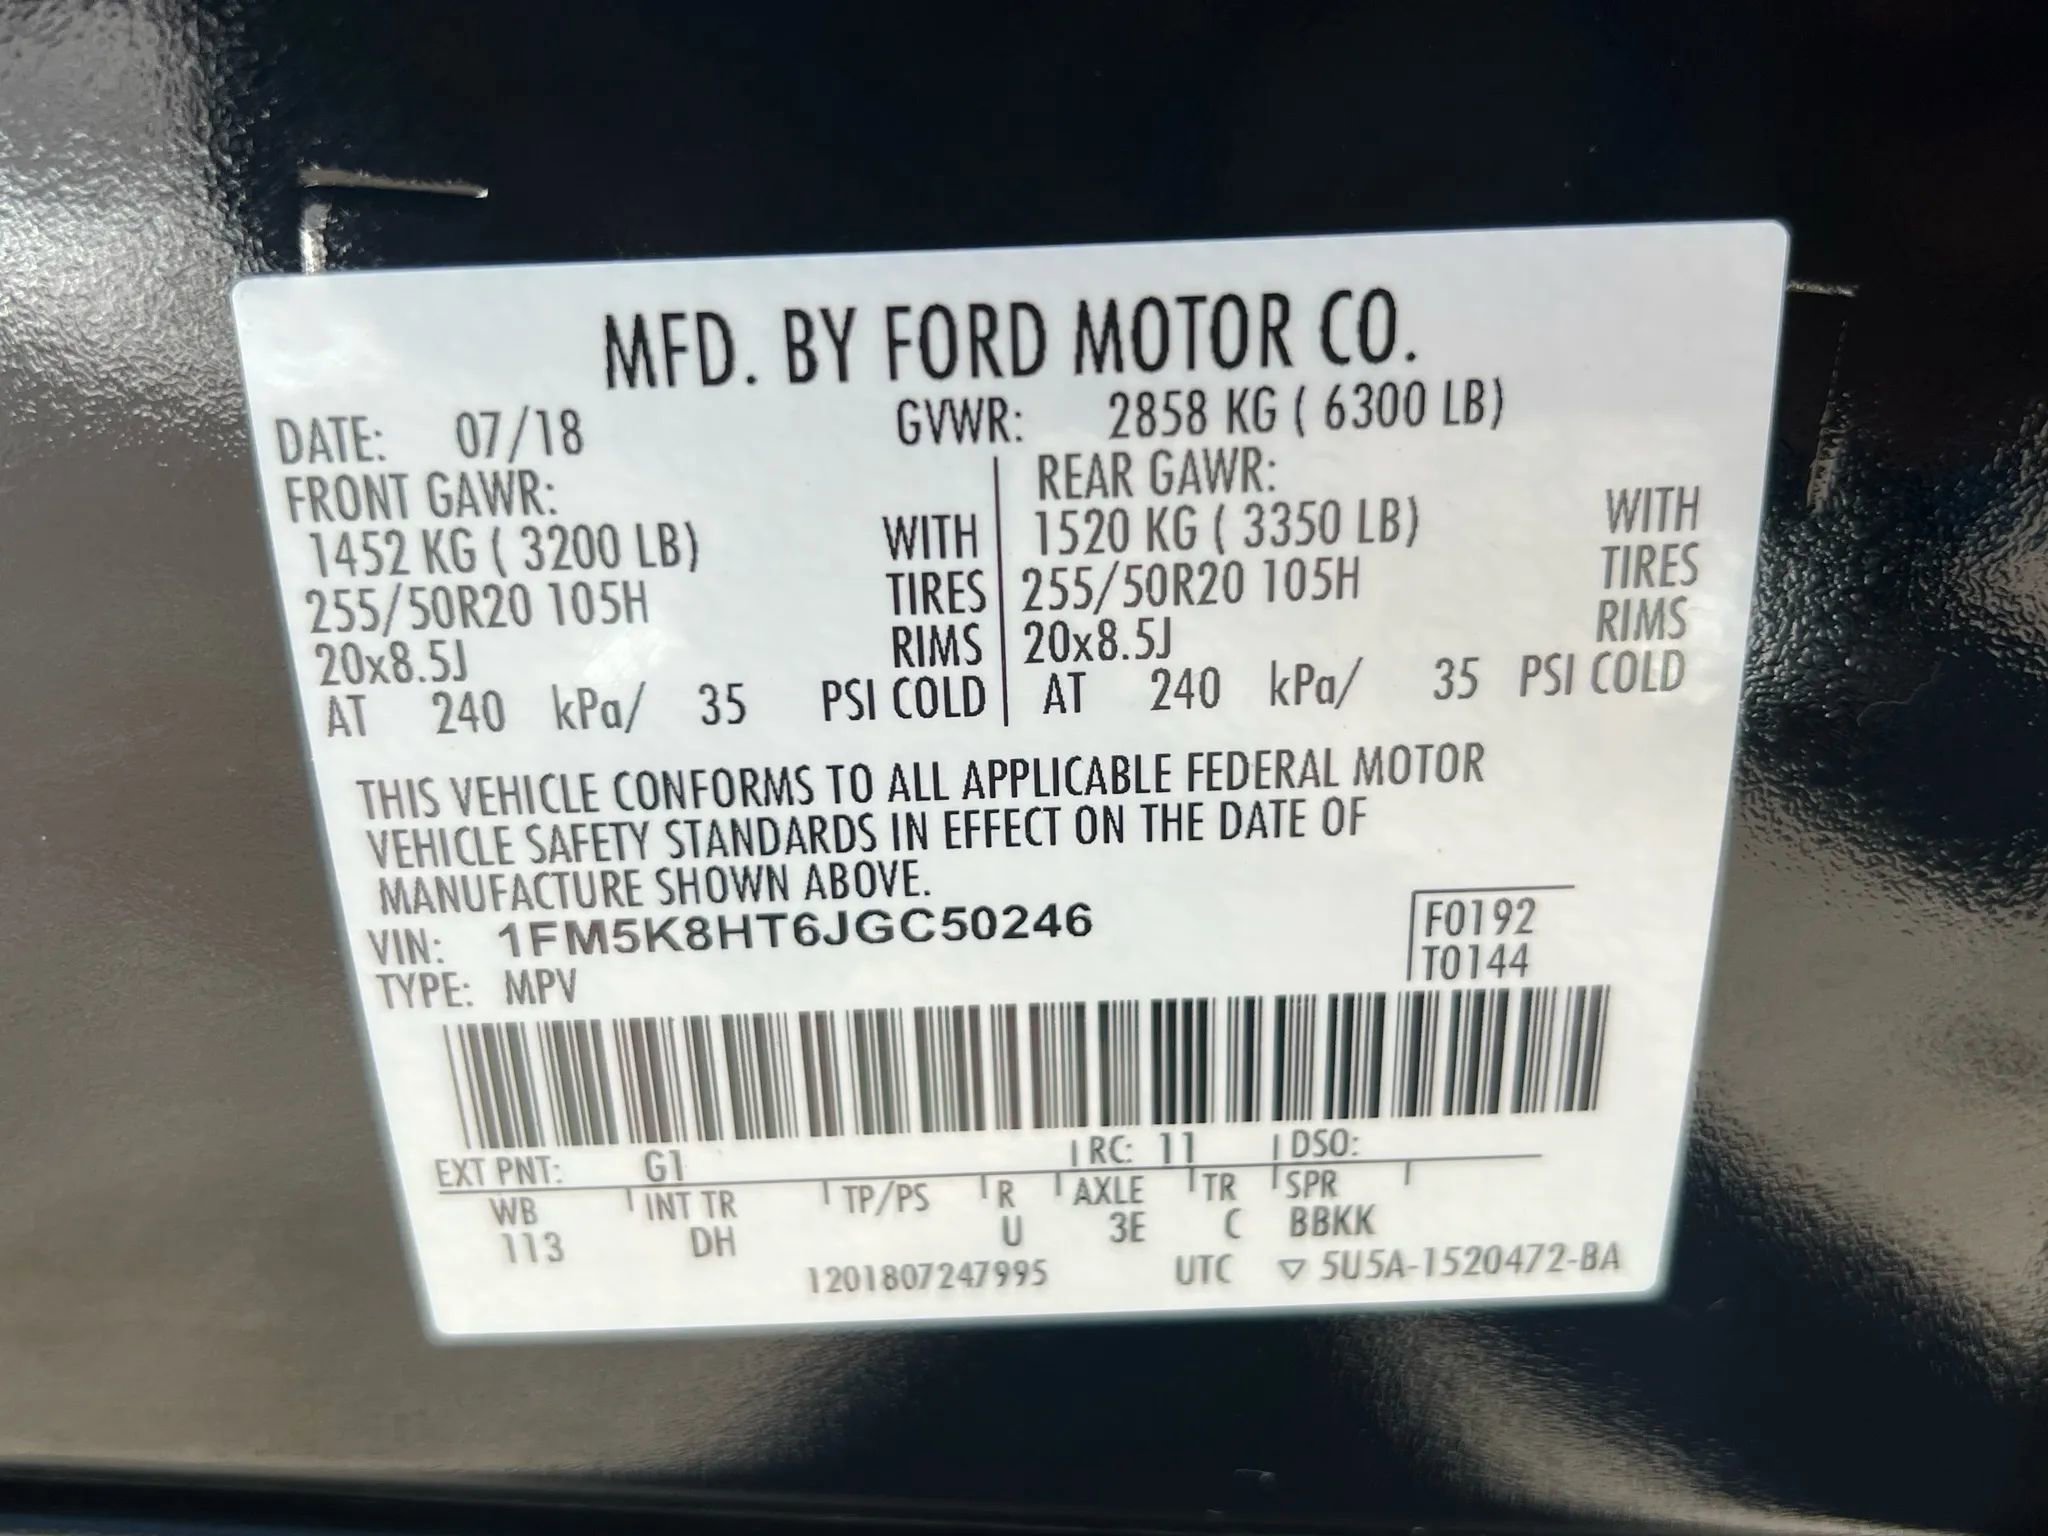 MFD. BY FORD MOTOR CO.
DATE: 07/18 GVWR: 2858 KG ( 6300 LB)
FRONT GAWR: REAR GAWR:
1452 KG ( 3200 LB) WITH 1520 KG ( 3350 LB) WITH
255/50R20 105H TIRES 255/50R20 105H TIRES
20x8.5J RIMS 20x8.5J RIMS
AT 240 kPa/ 35 PSI COLD AT 240 kPa/ 35 PSI COLD
THIS VEHICLE CONFORMS TO ALL APPLICABLE FEDERAL MOTOR
VEHICLE SAFETY STANDARDS IN EFFECT ON THE DATE OF
MANUFACTURE SHOWN ABOVE.
VIN: 1FM5K8HT6JGC50246 F0192
TYPE: MPV T0144
EXT PNT: G1 RC: 11 DSO:
WB INT TR TP/PS R AXLE TR SPR
113 DH U 3E C BBKK
1201807247995 UTC ▽ 5U5A-1520472-BA